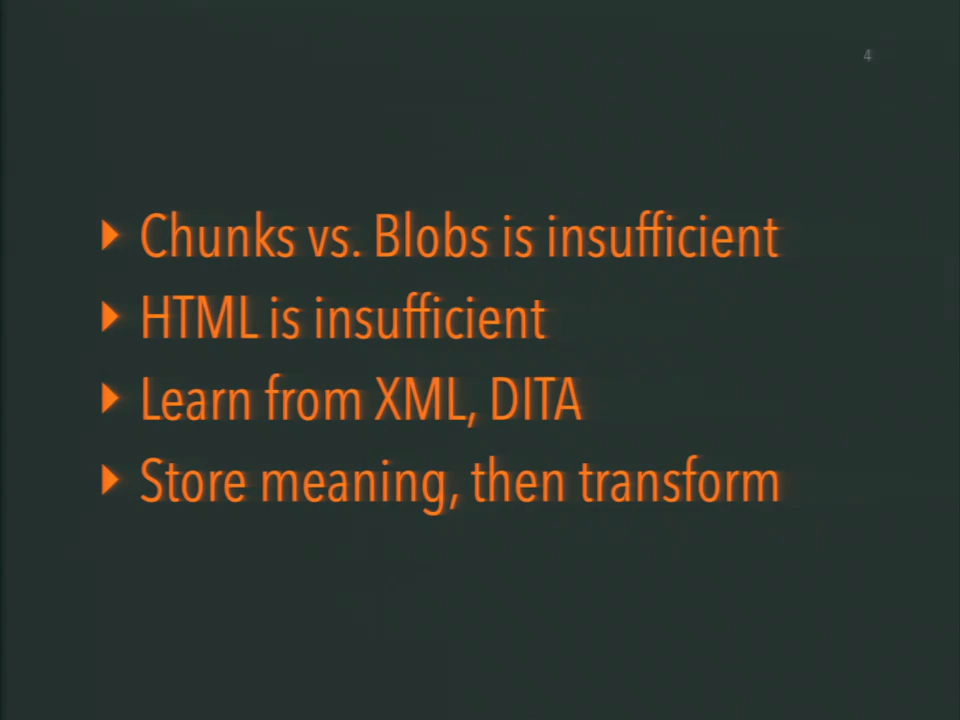 4
Chunks vs. Blobs is insufficient
HTML is insufficient
Learn from XML, DITA
Store meaning, then transform